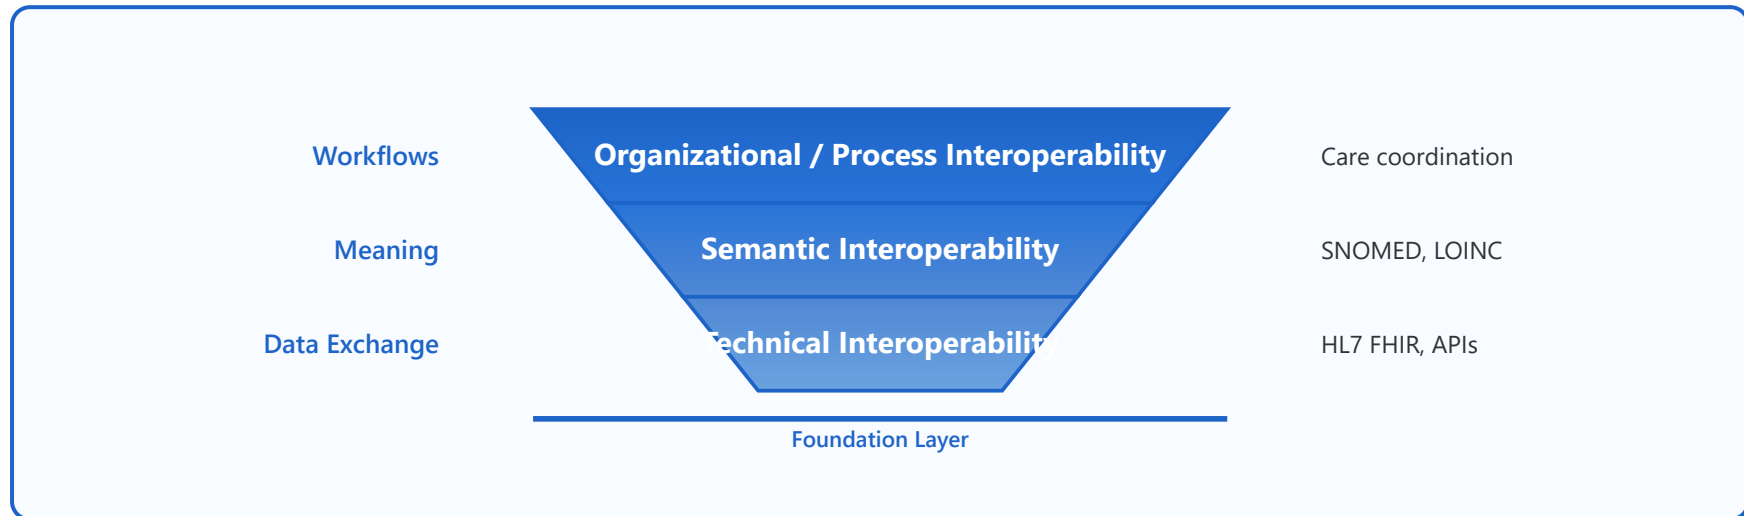 Workflows
Organizational / Process Interoperability
Care coordination
Meaning
Semantic Interoperability
SNOMED, LOINC
Data Exchange
Technical Interoperability
HL7 FHIR, APIs
Foundation Layer